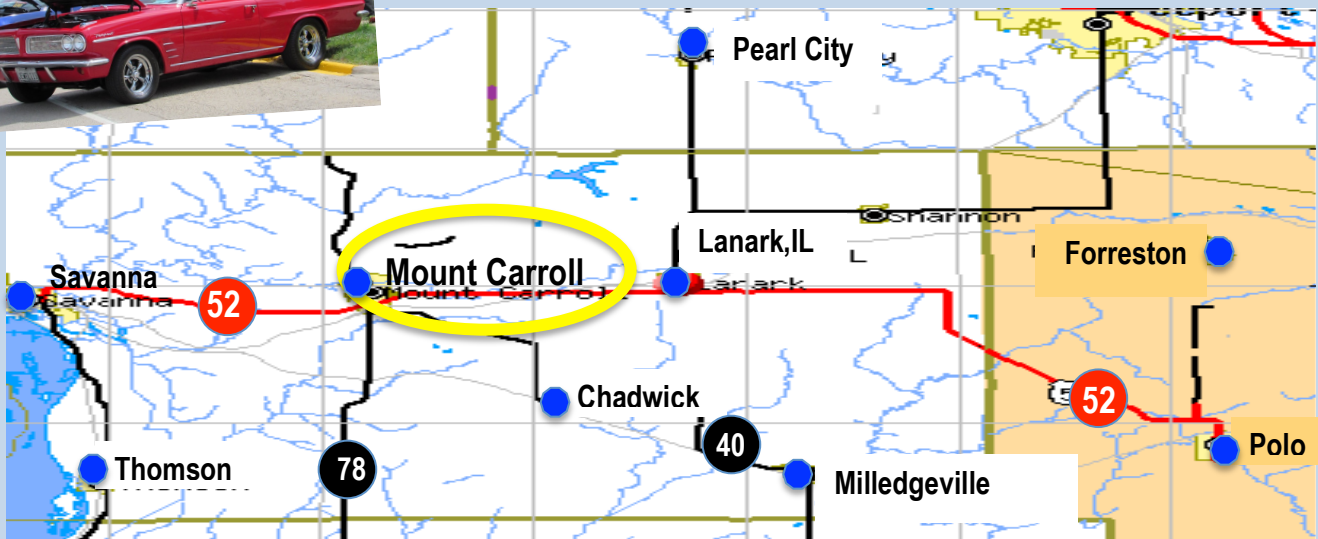 Pearl City
Shannon
Lanark,IL
Lanark
Forreston
Savanna
Savanna
Mount Carroll
Mount Carroll
52
Chadwick
52
40
Polo
Thomson
78
Milledgeville